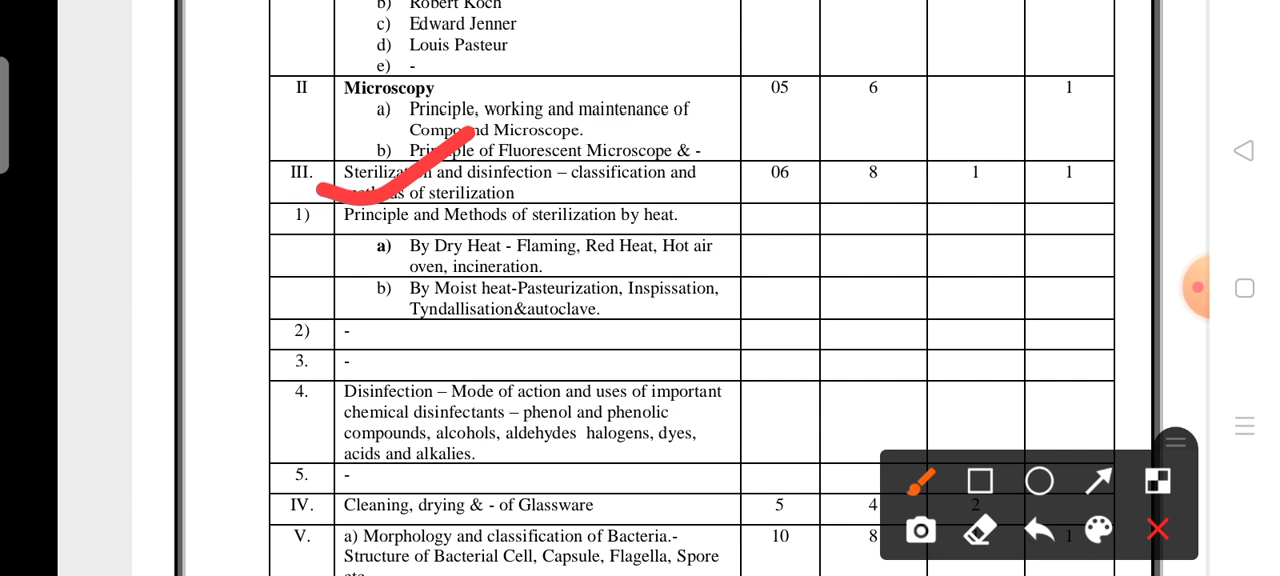 b) Robert Koch
c) Edward Jenner
d) Louis Pasteur
e) -
II Microscopy 05 6 1
a) Principle, working and maintenance of
Compound Microscope.
b) Principle of Fluorescent Microscope & -
III. Sterilization and disinfection – classification and 06 8 1 1
methods of sterilization
1) Principle and Methods of sterilization by heat.
a) By Dry Heat - Flaming, Red Heat, Hot air
oven, incineration.
b) By Moist heat-Pasteurization, Inspissation,
Tyndallisation&autoclave.
2) -
3. -
4. Disinfection – Mode of action and uses of important
chemical disinfectants – phenol and phenolic
compounds, alcohols, aldehydes halogens, dyes,
acids and alkalies.
5. -
IV. Cleaning, drying & - of Glassware 5 4 2
V. a) Morphology and classification of Bacteria.- 10 8 1
Structure of Bacterial Cell, Capsule, Flagella, Spore